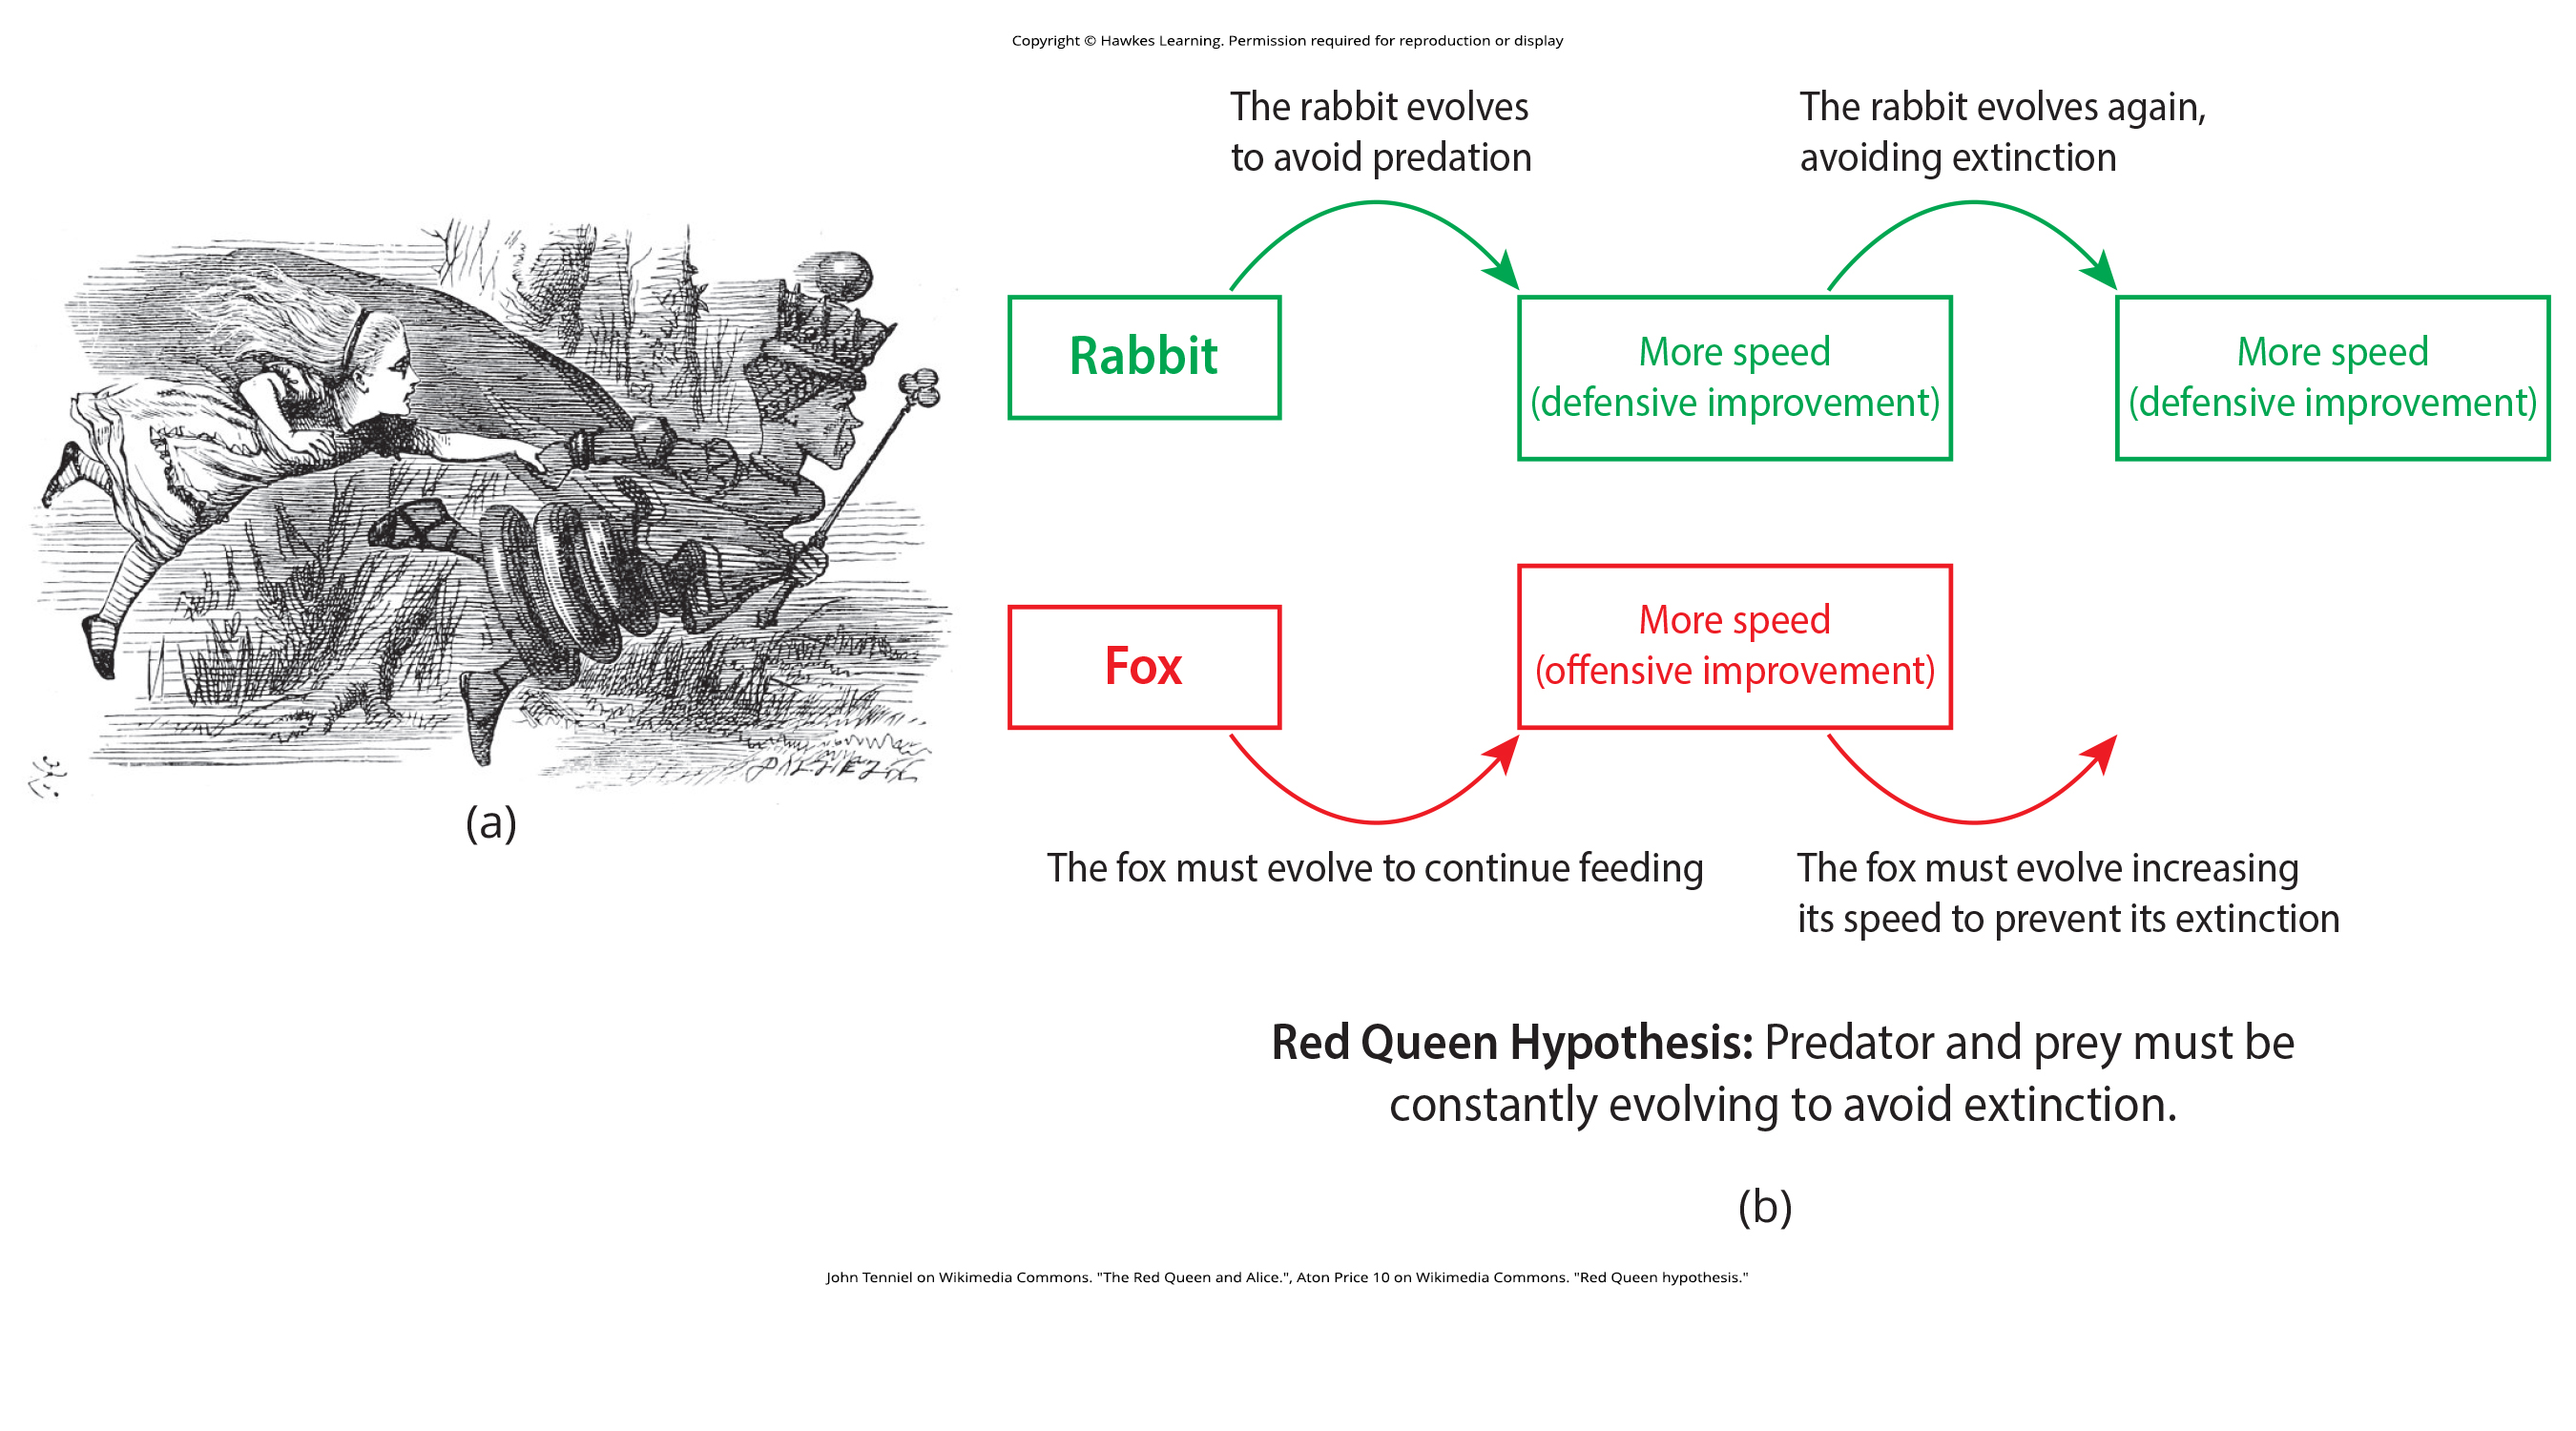 Copyright © Hawkes Learning. Permission required for reproduction or display
The rabbit evolves
to avoid predation
The rabbit evolves again,
avoiding extinction
Rabbit
More speed
(defensive improvement)
More speed
(defensive improvement)
Fox
More speed
(offensive improvement)
The fox must evolve to continue feeding
The fox must evolve increasing
its speed to prevent its extinction
(a)
Red Queen Hypothesis: Predator and prey must be
constantly evolving to avoid extinction.
(b)
John Tenniel on Wikimedia Commons. "The Red Queen and Alice.", Aton Price 10 on Wikimedia Commons. "Red Queen hypothesis."